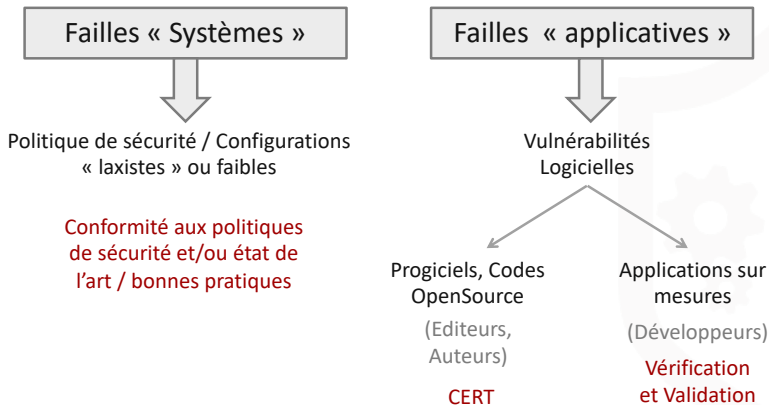 Failles « Systèmes »
Politique de sécurité / Configurations
« laxistes » ou faibles
Conformité aux politiques
de sécurité et/ou état de
l’art / bonnes pratiques
Failles « applicatives »
Vulnérabilités
Logicielles
Progiciels, Codes
OpenSource
(Editeurs,
Auteurs)
CERT
Applications sur
mesures
(Développeurs)
Vérification
et Validation